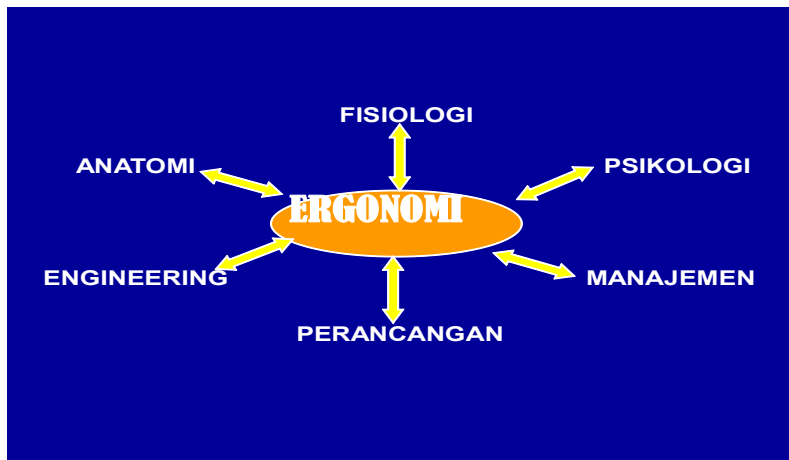 FISIOLOGI
ANATOMI
PSIKOLOGI
ERGONOMI
ENGINEERING
MANAJEMEN
PERANCANGAN